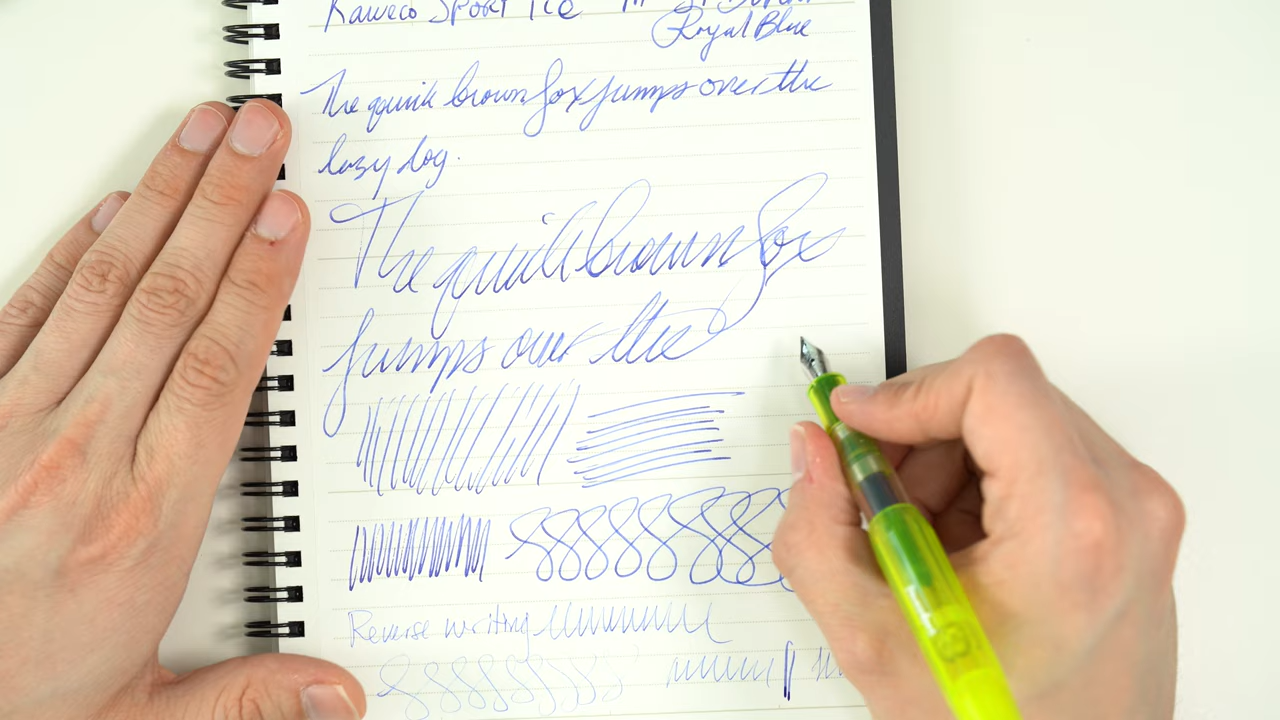 Kaweco Sport Ice M
Royal Blue
The quick brown fox jumps over the
lazy dog.
The quick brown fox
jumps over the
Reverse writing